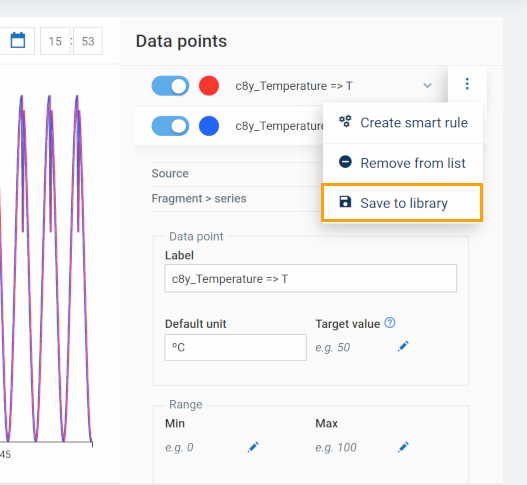 15 : 53
Data points
c8y_Temperature => T
Create smart rule
c8y_Temperature
Remove from list
Save to library
Source
Fragment > series
Data point
Label
c8y_Temperature => T
Default unit Target value
ºC e.g. 50
Range
Min Max
e.g. 0 e.g. 100
45